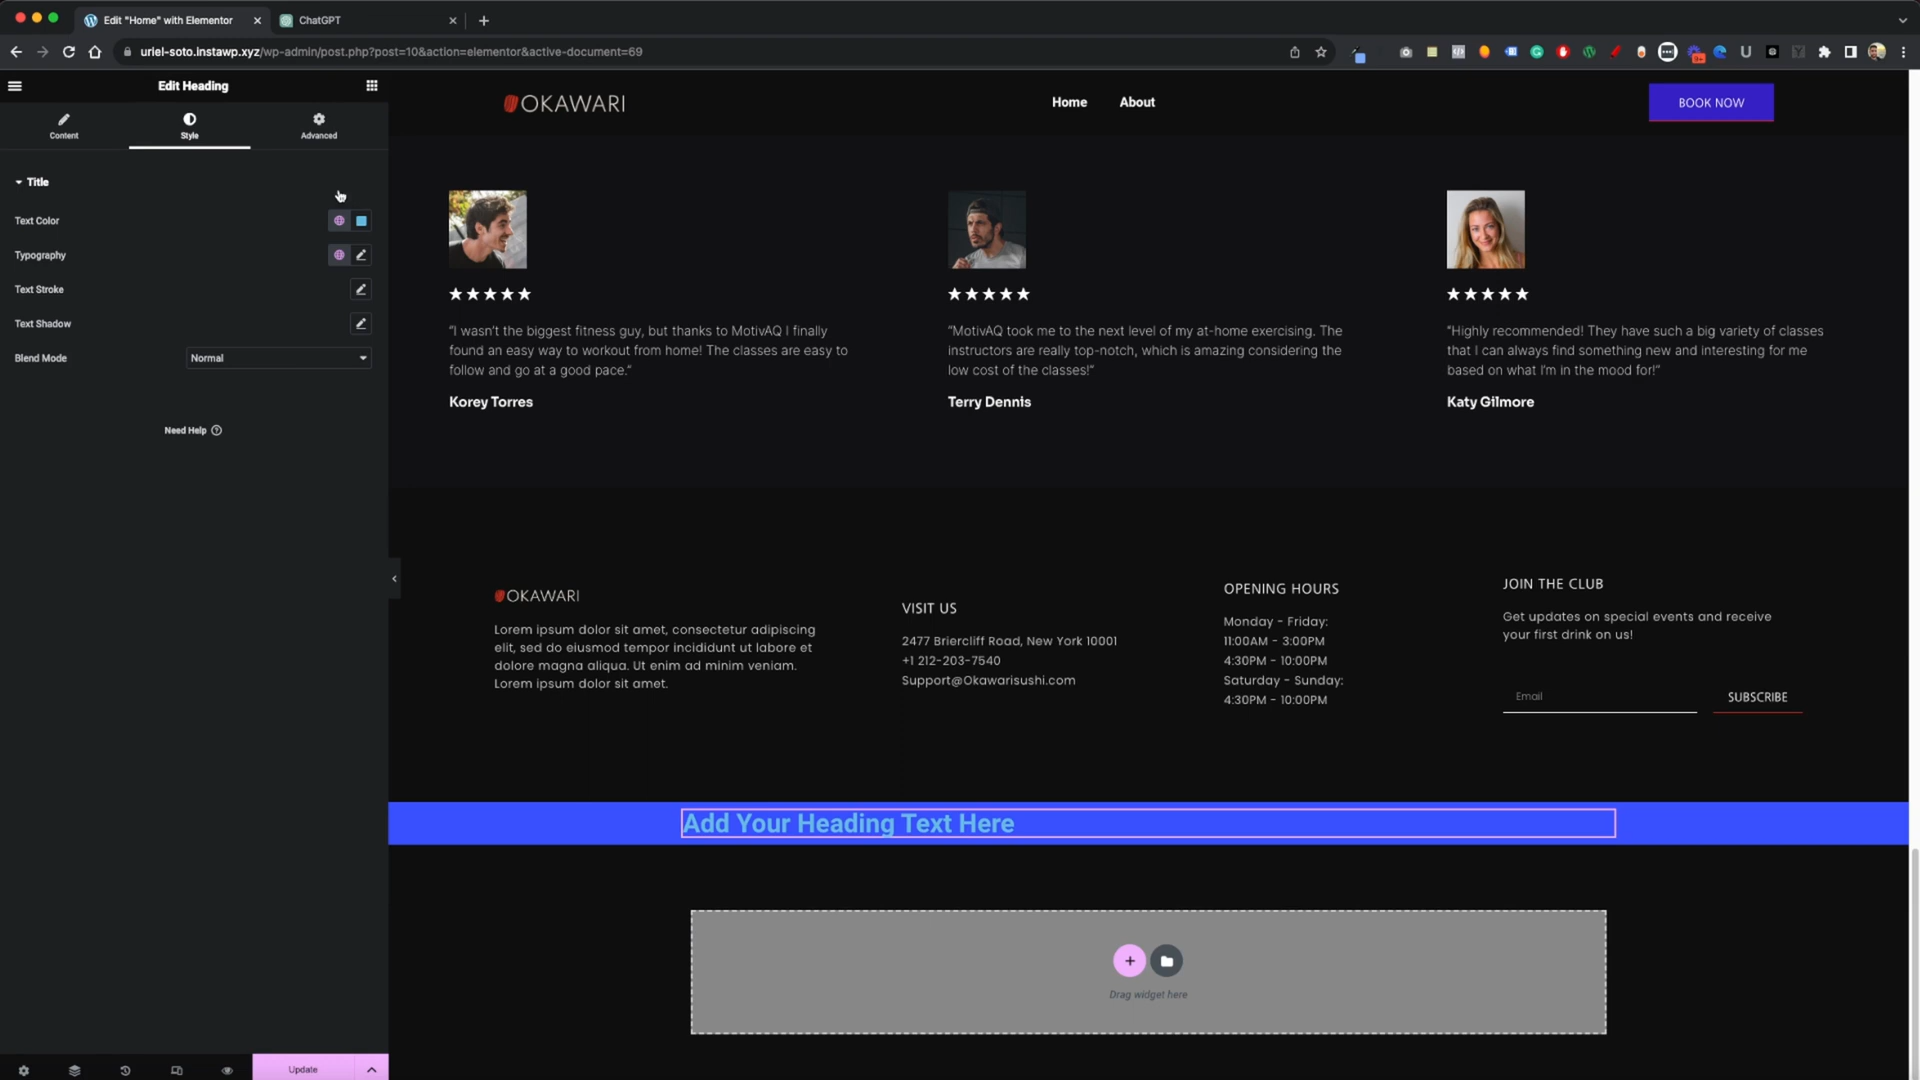 Edit "Home" with Elementor
ChatGPT
uriel-soto.instawp.xyz/wp-admin/post.php?post=10&action=elementor&active-document=69
Edit Heading
Content
Style
Advanced
Title
Text Color
Typography
Text Stroke
Text Shadow
Blend Mode
Normal
Need Help
Update
OKAWARI
Home
About
BOOK NOW
“I wasn’t the biggest fitness guy, but thanks to MotivAQ I finally
found an easy way to workout from home! The classes are easy to
follow and go at a good pace.”
Korey Torres
“MotivAQ took me to the next level of my at-home exercising. The
instructors are really top-notch, which is amazing considering the
low cost of the classes!“
Terry Dennis
“Highly recommended! They have such a big variety of classes
that I can always find something new and interesting for me
based on what I’m in the mood for!”
Katy Gilmore
OKAWARI
Lorem ipsum dolor sit amet, consectetur adipiscing
elit, sed do eiusmod tempor incididunt ut labore et
dolore magna aliqua. Ut enim ad minim veniam.
Lorem ipsum dolor sit amet.
VISIT US
2477 Briercliff Road, New York 10001
+1 212-203-7540
Support@Okawarisushi.com
OPENING HOURS
Monday - Friday:
11:00AM - 3:00PM
4:30PM - 10:00PM
Saturday - Sunday:
4:30PM - 10:00PM
JOIN THE CLUB
Get updates on special events and receive
your first drink on us!
Email
SUBSCRIBE
Add Your Heading Text Here
Drag widget here